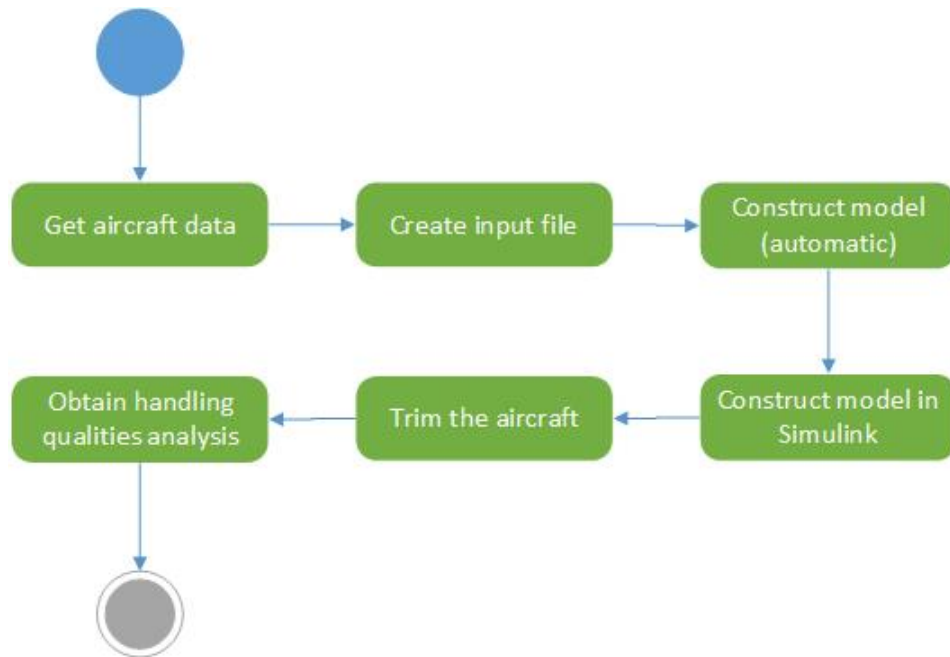 Get aircraft data
Create input file
Construct model
(automatic)
Construct model in
Simulink
Trim the aircraft
Obtain handling
qualities analysis